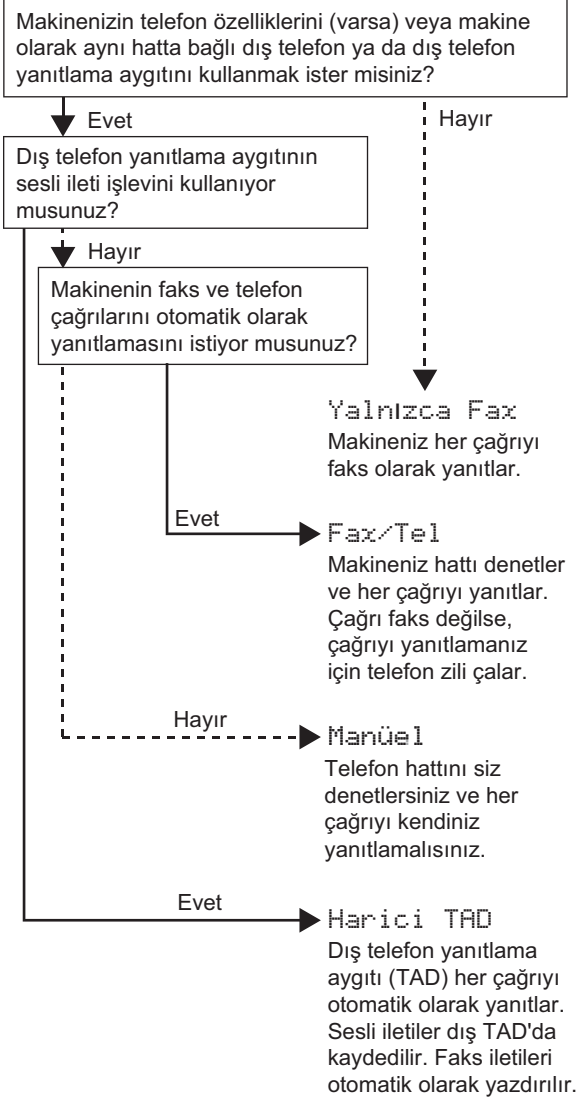 Makinenizin telefon özelliklerini (varsa) veya makine
olarak aynı hatta bağlı dış telefon ya da dış telefon
yanıtlama aygıtını kullanmak ister misiniz?
Evet
Hayır
Dış telefon yanıtlama aygıtının
sesli ileti işlevini kullanıyor
musunuz?
Hayır
Makinenin faks ve telefon
çağrılarını otomatik olarak
yanıtlamasını istiyor musunuz?
Yalnızca Fax
Makineniz her çağrıyı
faks olarak yanıtlar.
Evet
Fax/Tel
Makineniz hattı denetler
ve her çağrıyı yanıtlar.
Çağrı faks değilse,
çağrıyı yanıtlamanız
için telefon zili çalar.
Hayır
Manüel
Telefon hattını siz
denetlersiniz ve her
çağrıyı kendiniz
yanıtlamalısınız.
Evet
Harici TAD
Dış telefon yanıtlama
aygıtı (TAD) her çağrıyı
otomatik olarak yanıtlar.
Sesli iletiler dış TAD'da
kaydedilir. Faks iletileri
otomatik olarak yazdırılır.